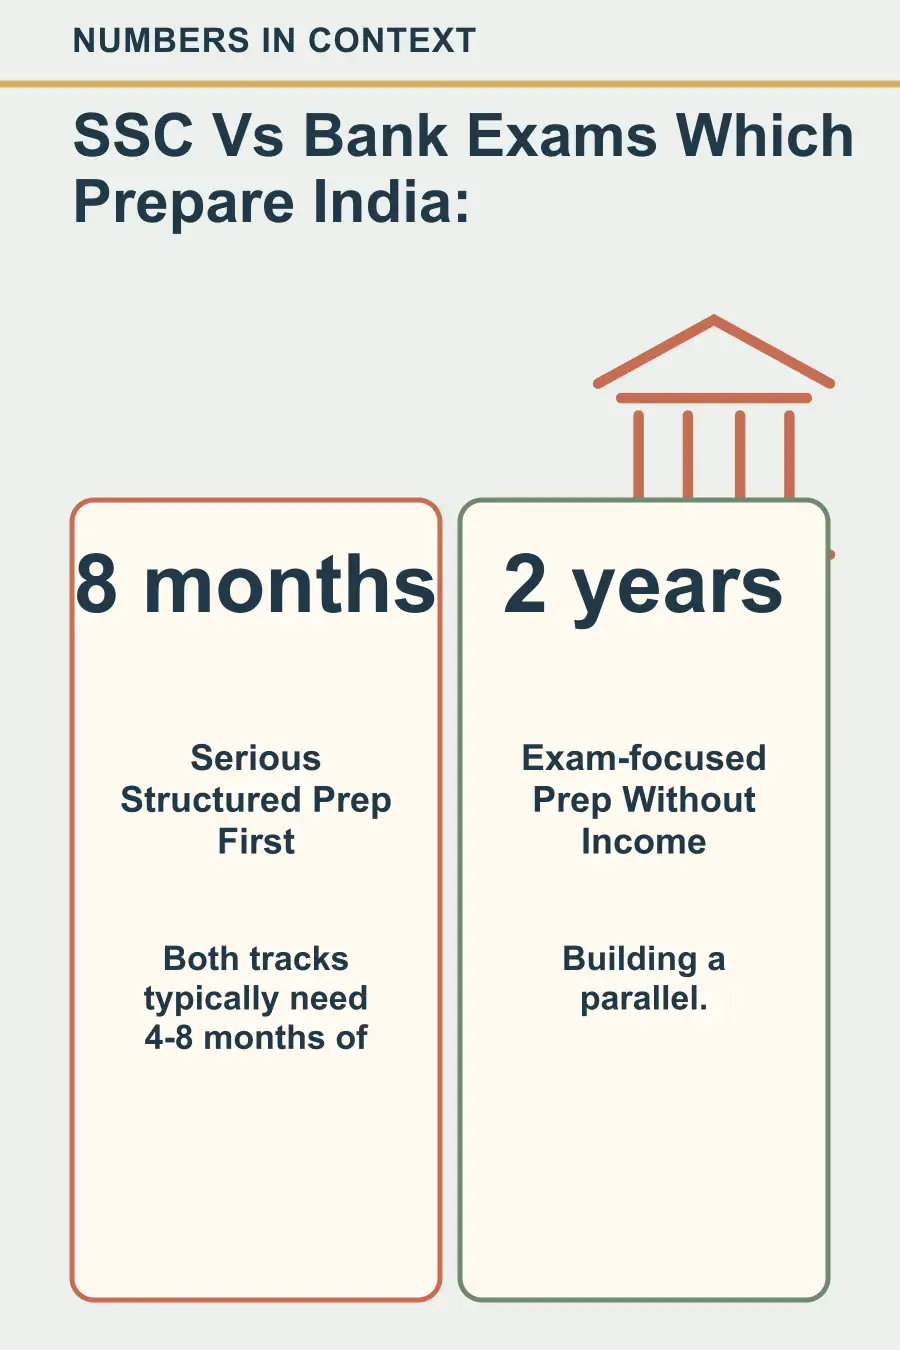 NUMBERS IN CONTEXT
SSC Vs Bank Exams Which
Prepare India:
8 months
Serious
Structured Prep
First
Both tracks
typically need
4-8 months of
2 years
Exam-focused
Prep Without
Income
Building a
parallel.